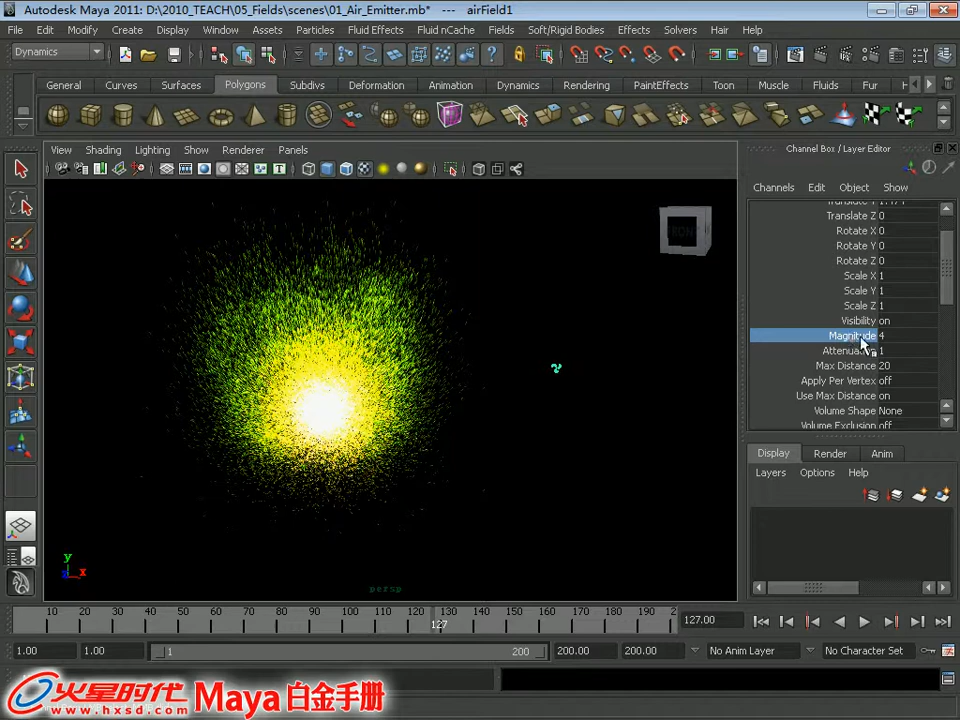 Autodesk Maya 2011: D:\2010_TEACH\05_Fields\scenes\01_Air_Emitter.mb* --- airField1
File Edit Modify Create Display Window Assets Particles Fluid Effects Fluid nCache Fields Soft/Rigid Bodies Effects Solvers Hair Help
Dynamics
General Curves Surfaces Polygons Subdivs Deformation Animation Dynamics Rendering PaintEffects Toon Muscle Fluids Fur
View Shading Lighting Show Renderer Panels
Channel Box / Layer Editor
Channels Edit Object Show
Translate Z 0
Rotate X 0
Rotate Y 0
Rotate Z 0
Scale X 1
Scale Y 1
Scale Z 1
Visibility on
Magnitude 4
Attenuation 1
Max Distance 20
Apply Per Vertex off
Use Max Distance on
Volume Shape None
Volume Exclusion off
FRONT
y
x
persp
Display Render Anim
Layers Options Help
10 20 30 40 50 60 70 80 90 100 110 120 130 140 150 160 170 180 190 2
127
127.00
1.00 1.00 1 200 200.00 200.00 No Anim Layer No Character Set
火星时代 Maya 白金手册
www.hxsd.com